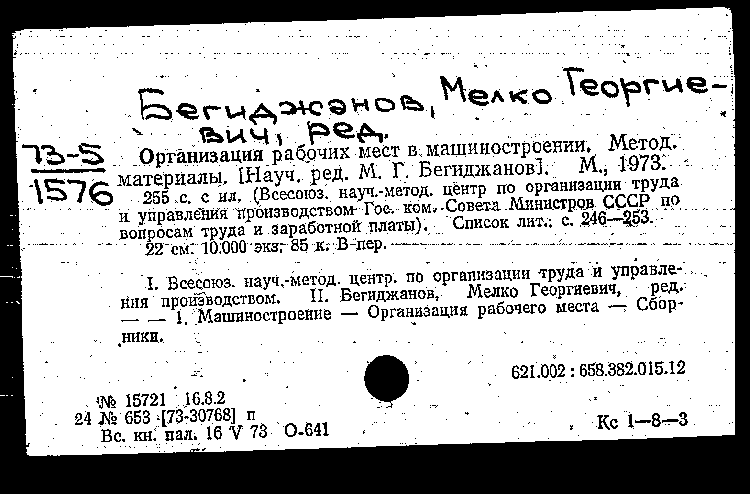 Бегиджанов, Мелко Георгие-
вич, ред.
73-5
1576
Организация рабочих мест в машиностроении. Метод.
материалы. [Науч. ред. М. Г. Бегиджанов]. М., 1973.
255 с. с ил. (Всесоюз. науч.-метод. центр по организации труда
и управления производством Гос. ком. Совета Министров СССР по
вопросам труда и заработной платы). Список лит.: с. 246—253.
22 см. 10.000 экз. 85 к. В пер.
I. Всесоюз. науч.-метод. центр. по организации труда и управле-
ния производством. II. Бегиджанов, Мелко Георгиевич, ред.
— — 1. Машиностроение — Организация рабочего места — Сбор-
ники.
621.002 : 658.382.015.12
№ 15721 16.8.2
24 № 653 [73-30768] п
Вс. кн. пал. 16 V 73 О-641
Кс 1—8—3